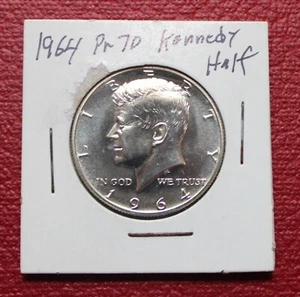 1964 Pr 70 Kennedy
Half
LIBERTY
IN GOD WE TRUST
1964